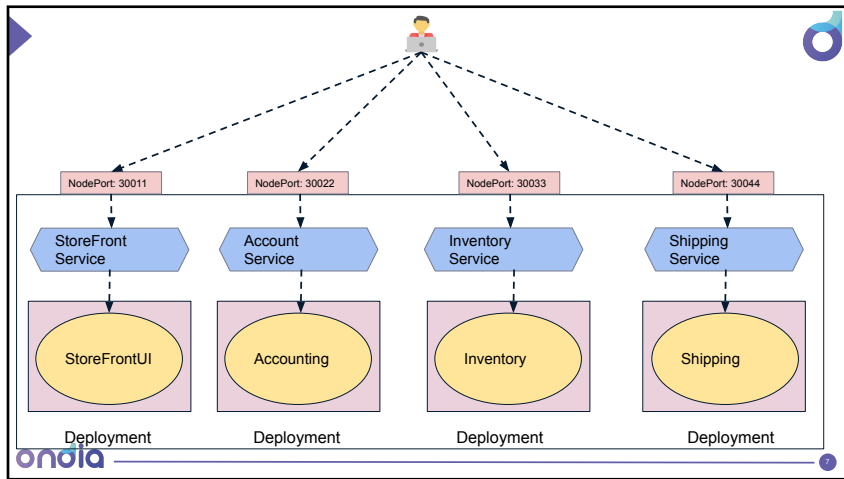 NodePort: 30011
NodePort: 30022
NodePort: 30033
NodePort: 30044
StoreFront
Service
Account
Service
Inventory
Service
Shipping
Service
StoreFrontUI
Accounting
Inventory
Shipping
Deployment
Deployment
Deployment
Deployment
ondia
7